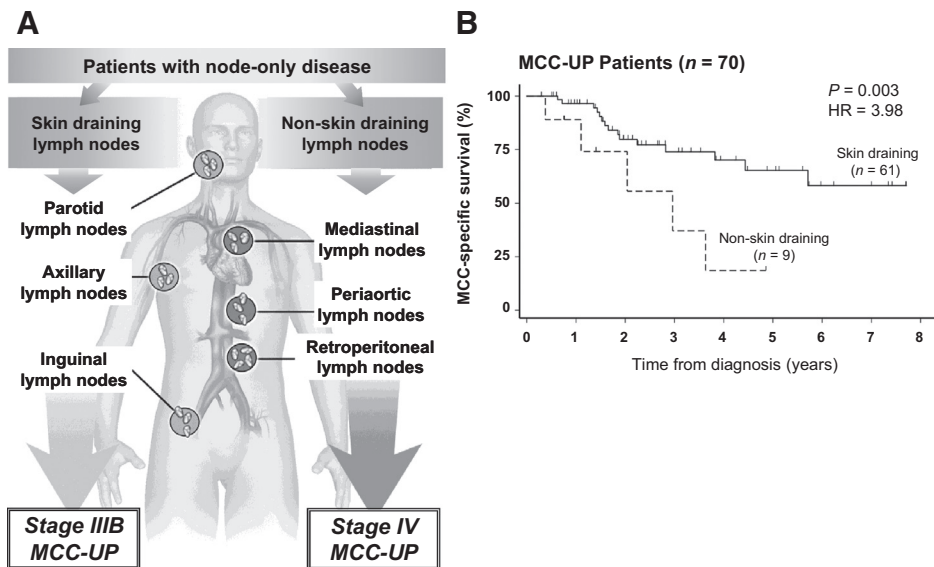 A
Patients with node-only disease
Skin draining
lymph nodes
Non-skin draining
lymph nodes
Parotid
lymph nodes
Axillary
lymph nodes
Inguinal
lymph nodes
Mediastinal
lymph nodes
Periaortic
lymph nodes
Retroperitoneal
lymph nodes
Stage IIIB
MCC-UP
Stage IV
MCC-UP
B
MCC-UP Patients (n = 70)
P = 0.003
HR = 3.98
Skin draining
(n = 61)
Non-skin draining
(n = 9)
MCC-specific survival (%)
100
75
50
25
0
0 1 2 3 4 5 6 7 8
Time from diagnosis (years)